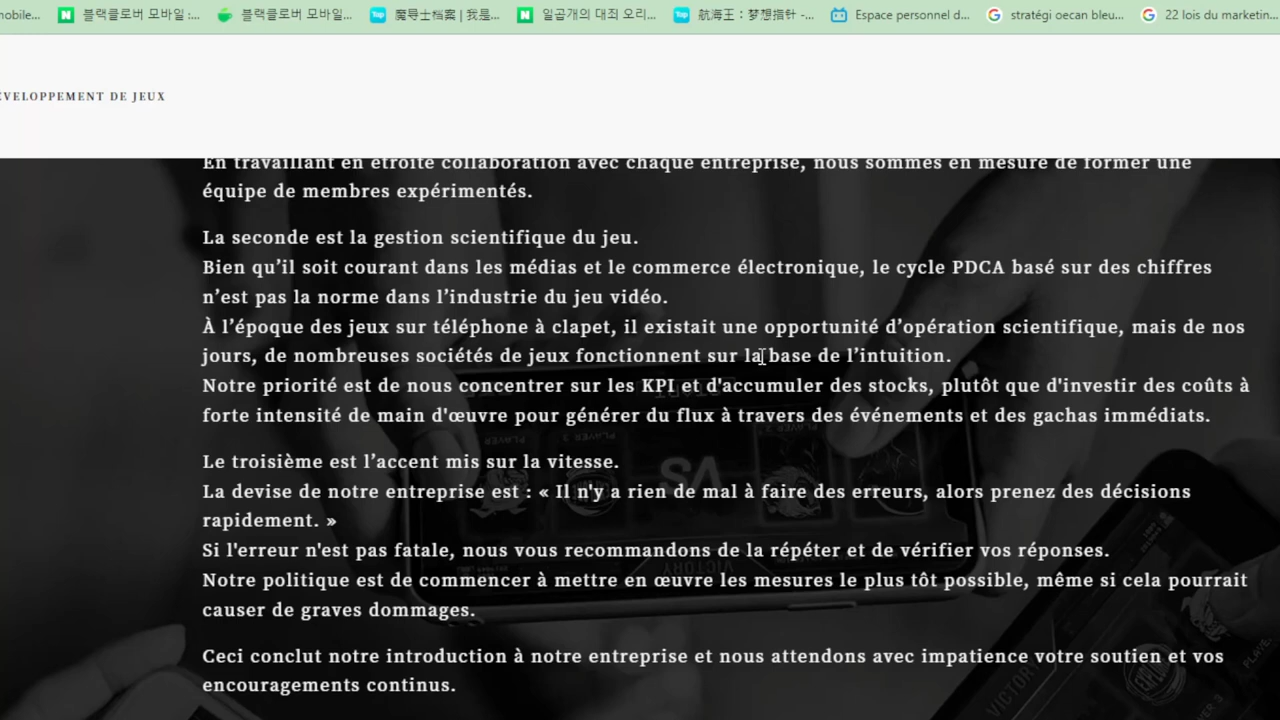 mobile... 블랙클로버 모바일 :... 블랙클로버 모바일... 魔导士档案 | 我是... 일곱개의 대죄 오리... 航海王：梦想指针 -... Espace personnel d... stratégi oecan bleu... 22 lois du marketin...
ÉVELOPPEMENT DE JEUX
En travaillant en étroite collaboration avec chaque entreprise, nous sommes en mesure de former une
équipe de membres expérimentés.
La seconde est la gestion scientifique du jeu.
Bien qu’il soit courant dans les médias et le commerce électronique, le cycle PDCA basé sur des chiffres
n’est pas la norme dans l’industrie du jeu vidéo.
À l’époque des jeux sur téléphone à clapet, il existait une opportunité d’opération scientifique, mais de nos
jours, de nombreuses sociétés de jeux fonctionnent sur la base de l’intuition.
Notre priorité est de nous concentrer sur les KPI et d'accumuler des stocks, plutôt que d'investir des coûts à
forte intensité de main d'œuvre pour générer du flux à travers des événements et des gachas immédiats.
Le troisième est l’accent mis sur la vitesse.
La devise de notre entreprise est : « Il n'y a rien de mal à faire des erreurs, alors prenez des décisions
rapidement. »
Si l'erreur n'est pas fatale, nous vous recommandons de la répéter et de vérifier vos réponses.
Notre politique est de commencer à mettre en œuvre les mesures le plus tôt possible, même si cela pourrait
causer de graves dommages.
Ceci conclut notre introduction à notre entreprise et nous attendons avec impatience votre soutien et vos
encouragements continus.
START
PLAYER 2
PLAYER 3
VS
VICTORY
VICTORY
PLAYER